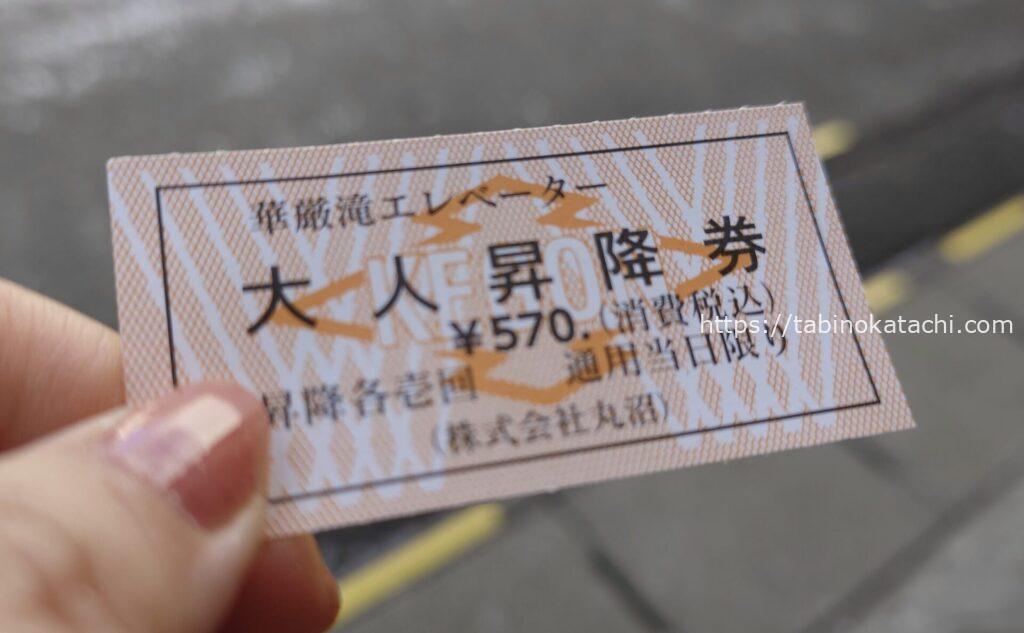 華厳滝エレベーター
大人昇降券
¥570.(消費税込)
昇降各壱回 通用当日限り
(株式会社丸沼)
KEGON
https://tabinokatachi.com